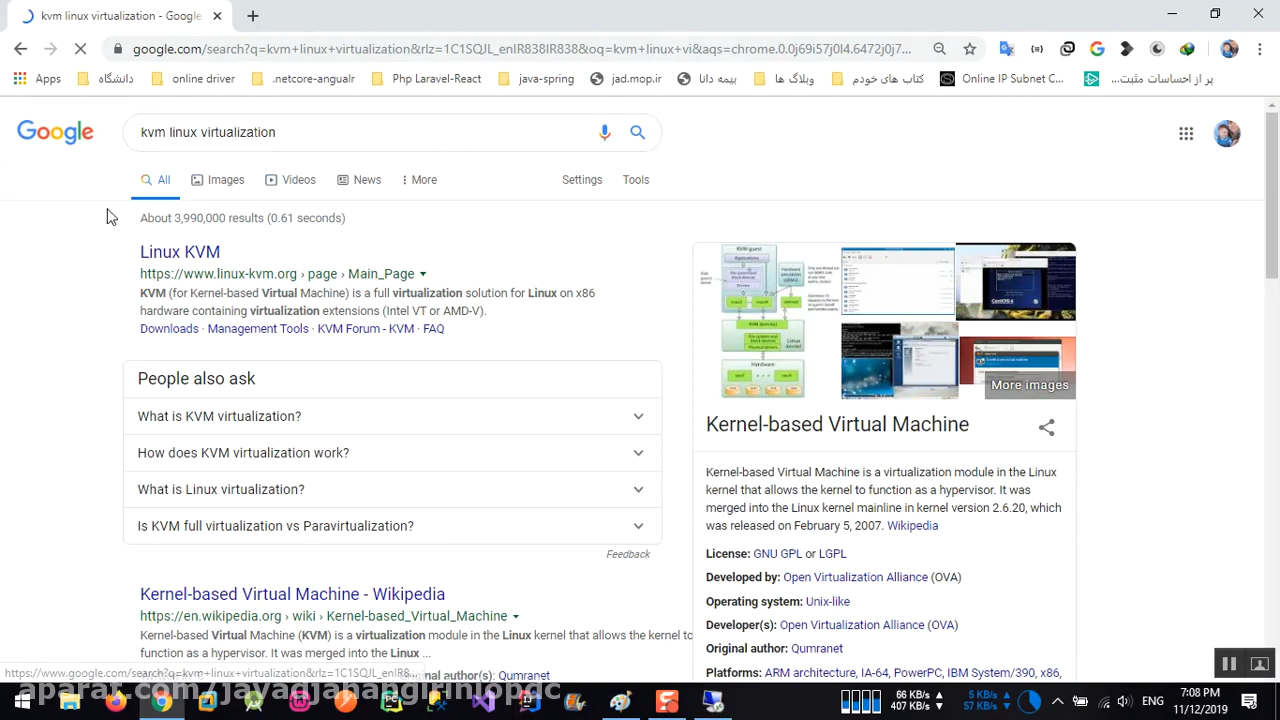 kvm linux virtualization - Google
google.com/search?q=kvm+linux+virtualization&rlz=1C1SQJL_enIR838IR838&oq=kvm+linux+vi&aqs=chrome.0.0j69i57j0l4.6472j0j7...
Apps
دانشگاه
online driver
.netcore-angualr
Php Laravel-React
java-spring
jad.mop.ir
بیمه دانا
وبلاگ ها
کتاب های خودم
Online IP Subnet C...
پر از احساسات مثبت...
Google
kvm linux virtualization
All
Images
Videos
News
More
Settings
Tools
About 3,990,000 results (0.61 seconds)
Linux KVM
https://www.linux-kvm.org › page › Main_Page
KVM (for Kernel-based Virtual Machine) is a full virtualization solution for Linux on x86
hardware containing virtualization extensions (Intel VT or AMD-V).
Downloads · Management Tools · KVM Forum · KVM · FAQ
People also ask
What is KVM virtualization?
How does KVM virtualization work?
What is Linux virtualization?
Is KVM full virtualization vs Paravirtualization?
Feedback
Kernel-based Virtual Machine - Wikipedia
https://en.wikipedia.org › wiki › Kernel-based_Virtual_Machine
Kernel-based Virtual Machine (KVM) is a virtualization module in the Linux kernel that allows the kernel to
function as a hypervisor. It was merged into the Linux ...
original author(s): Qumranet
More images
Kernel-based Virtual Machine
Kernel-based Virtual Machine is a virtualization module in the Linux
kernel that allows the kernel to function as a hypervisor. It was
merged into the Linux kernel mainline in kernel version 2.6.20, which
was released on February 5, 2007. Wikipedia
License: GNU GPL or LGPL
Developed by: Open Virtualization Alliance (OVA)
Operating system: Unix-like
Developer(s): Open Virtualization Alliance (OVA)
Original author: Qumranet
Platforms: ARM architecture, IA-64, PowerPC, IBM System/390, x86,
https://www.google.com/search?q=kvm+linux+virtualization&rlz=1C1SQJL_enIR8...
66 KB/s
407 KB/s
5 KB/s
57 KB/s
ENG
7:08 PM
11/12/2019